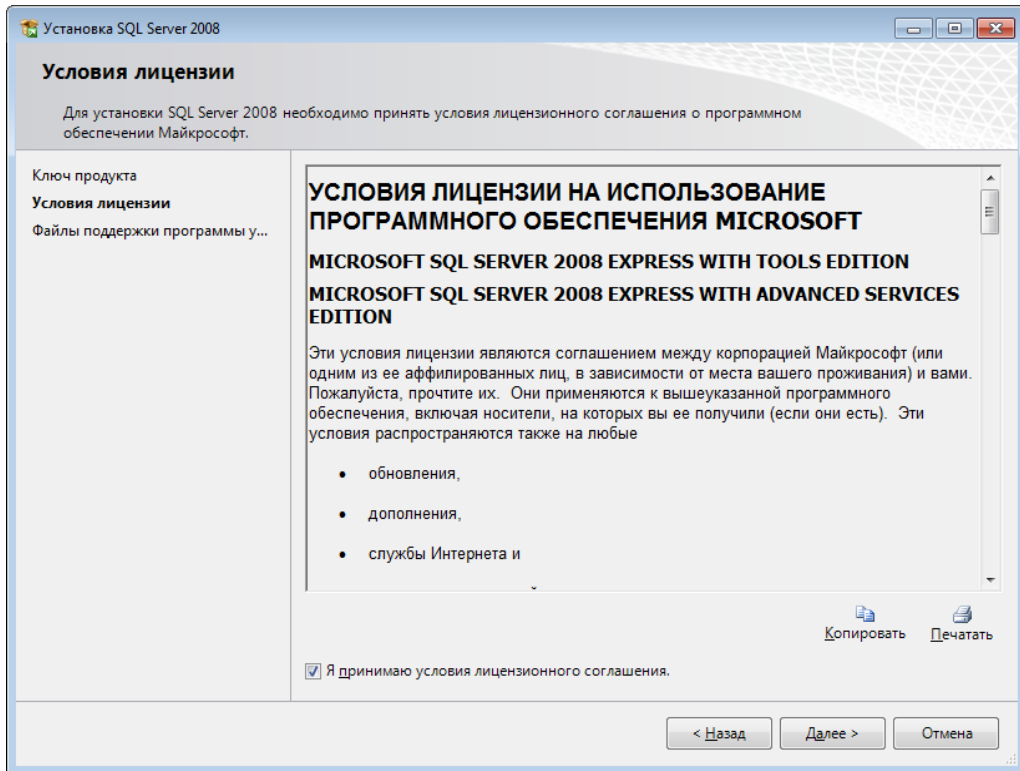 Установка SQL Server 2008
Условия лицензии
Для установки SQL Server 2008 необходимо принять условия лицензионного соглашения о программном
обеспечении Майкрософт.
Ключ продукта
Условия лицензии
Файлы поддержки программы у...
УСЛОВИЯ ЛИЦЕНЗИИ НА ИСПОЛЬЗОВАНИЕ
ПРОГРАММНОГО ОБЕСПЕЧЕНИЯ MICROSOFT
MICROSOFT SQL SERVER 2008 EXPRESS WITH TOOLS EDITION
MICROSOFT SQL SERVER 2008 EXPRESS WITH ADVANCED SERVICES
EDITION
Эти условия лицензии являются соглашением между корпорацией Майкрософт (или
одним из ее аффилированных лиц, в зависимости от места вашего проживания) и вами.
Пожалуйста, прочтите их. Они применяются к вышеуказанной программного
обеспечения, включая носители, на которых вы ее получили (если они есть). Эти
условия распространяются также на любые
• обновления,
• дополнения,
• службы Интернета и
Копировать
Печатать
Я принимаю условия лицензионного соглашения.
< Назад
Далее >
Отмена